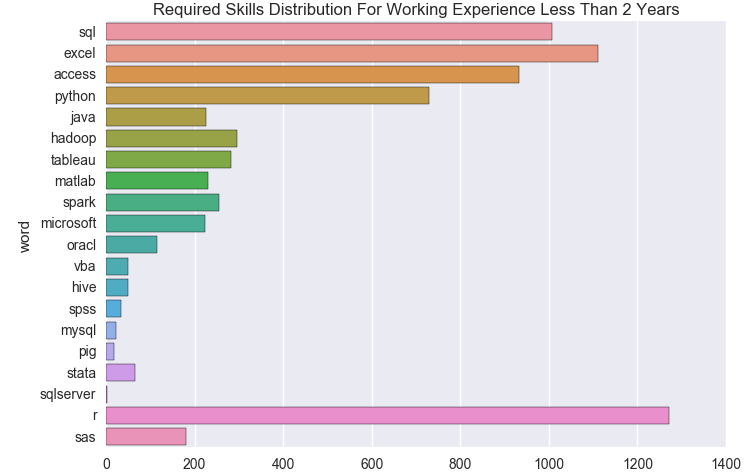 Required Skills Distribution For Working Experience Less Than 2 Years
word
sql
excel
access
python
java
hadoop
tableau
matlab
spark
microsoft
oracl
vba
hive
spss
mysql
pig
stata
sqlserver
r
sas
0 200 400 600 800 1000 1200 1400